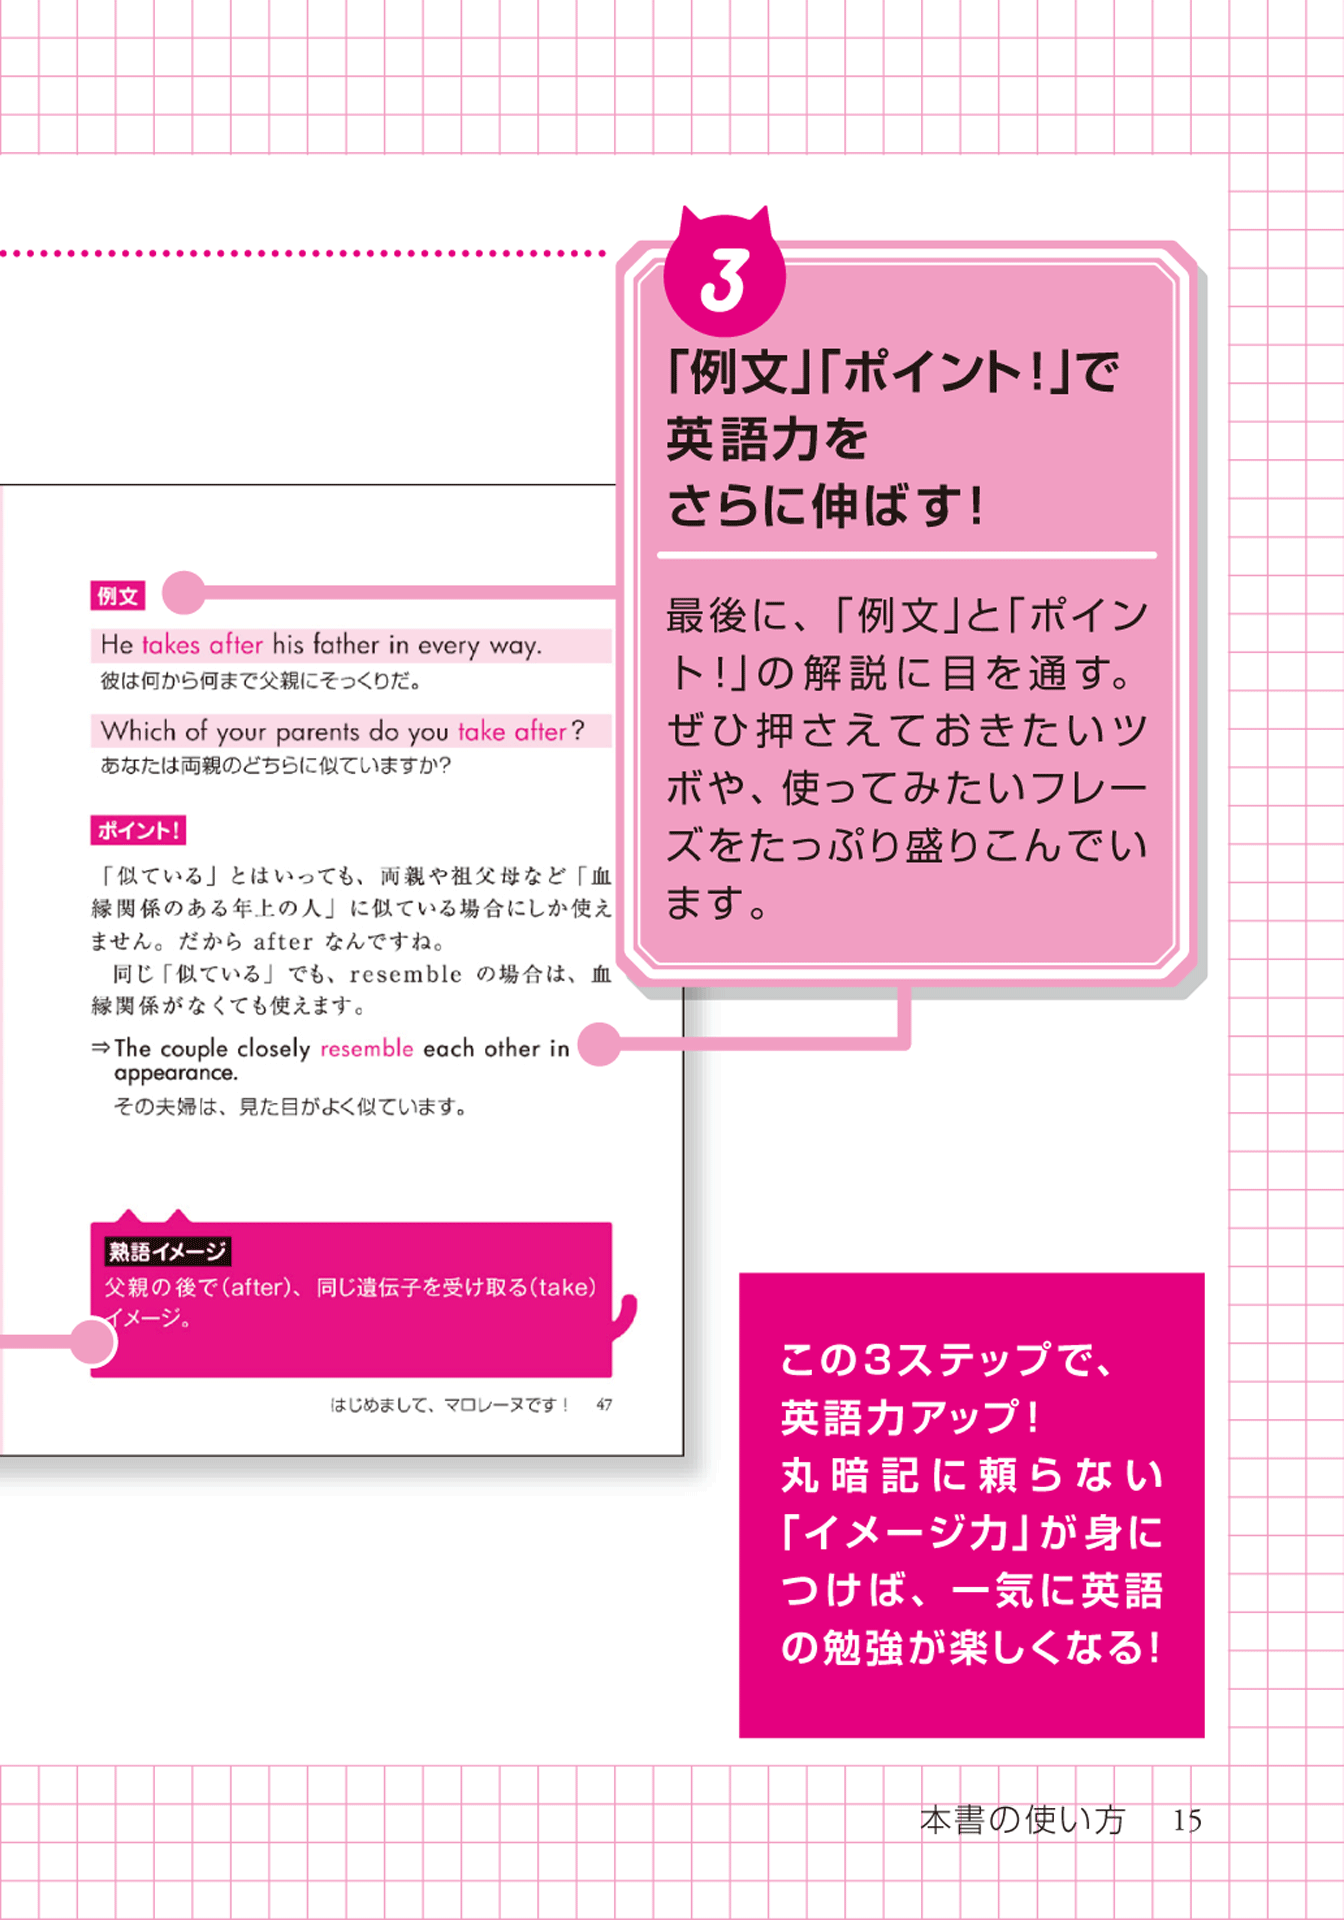 3
「例文」「ポイント！」で
英語力を
さらに伸ばす！
最後に、「例文」と「ポイン
ト！」の解説に目を通す。
ぜひ押さえておきたいツ
ボや、使ってみたいフレー
ズをたっぷり盛りこんでい
ます。
例文
He takes after his father in every way.
彼は何から何まで父親にそっくりだ。
Which of your parents do you take after?
あなたは両親のどちらに似ていますか?
ポイント！
「似ている」とはいっても、両親や祖父母など「血
縁関係のある年上の人」に似ている場合にしか使え
ません。だから after なんですね。
同じ「似ている」でも、resemble の場合は、血
縁関係がなくても使えます。
⇒The couple closely resemble each other in
appearance.
その夫婦は、見た目がよく似ています。
熟語イメージ
父親の後で(after)、同じ遺伝子を受け取る(take)
イメージ。
はじめまして、マロレーヌです！ 47
この3ステップで、
英語力アップ！
丸暗記に頼らない
「イメージ力」が身に
つけば、一気に英語
の勉強が楽しくなる！
本書の使い方 15